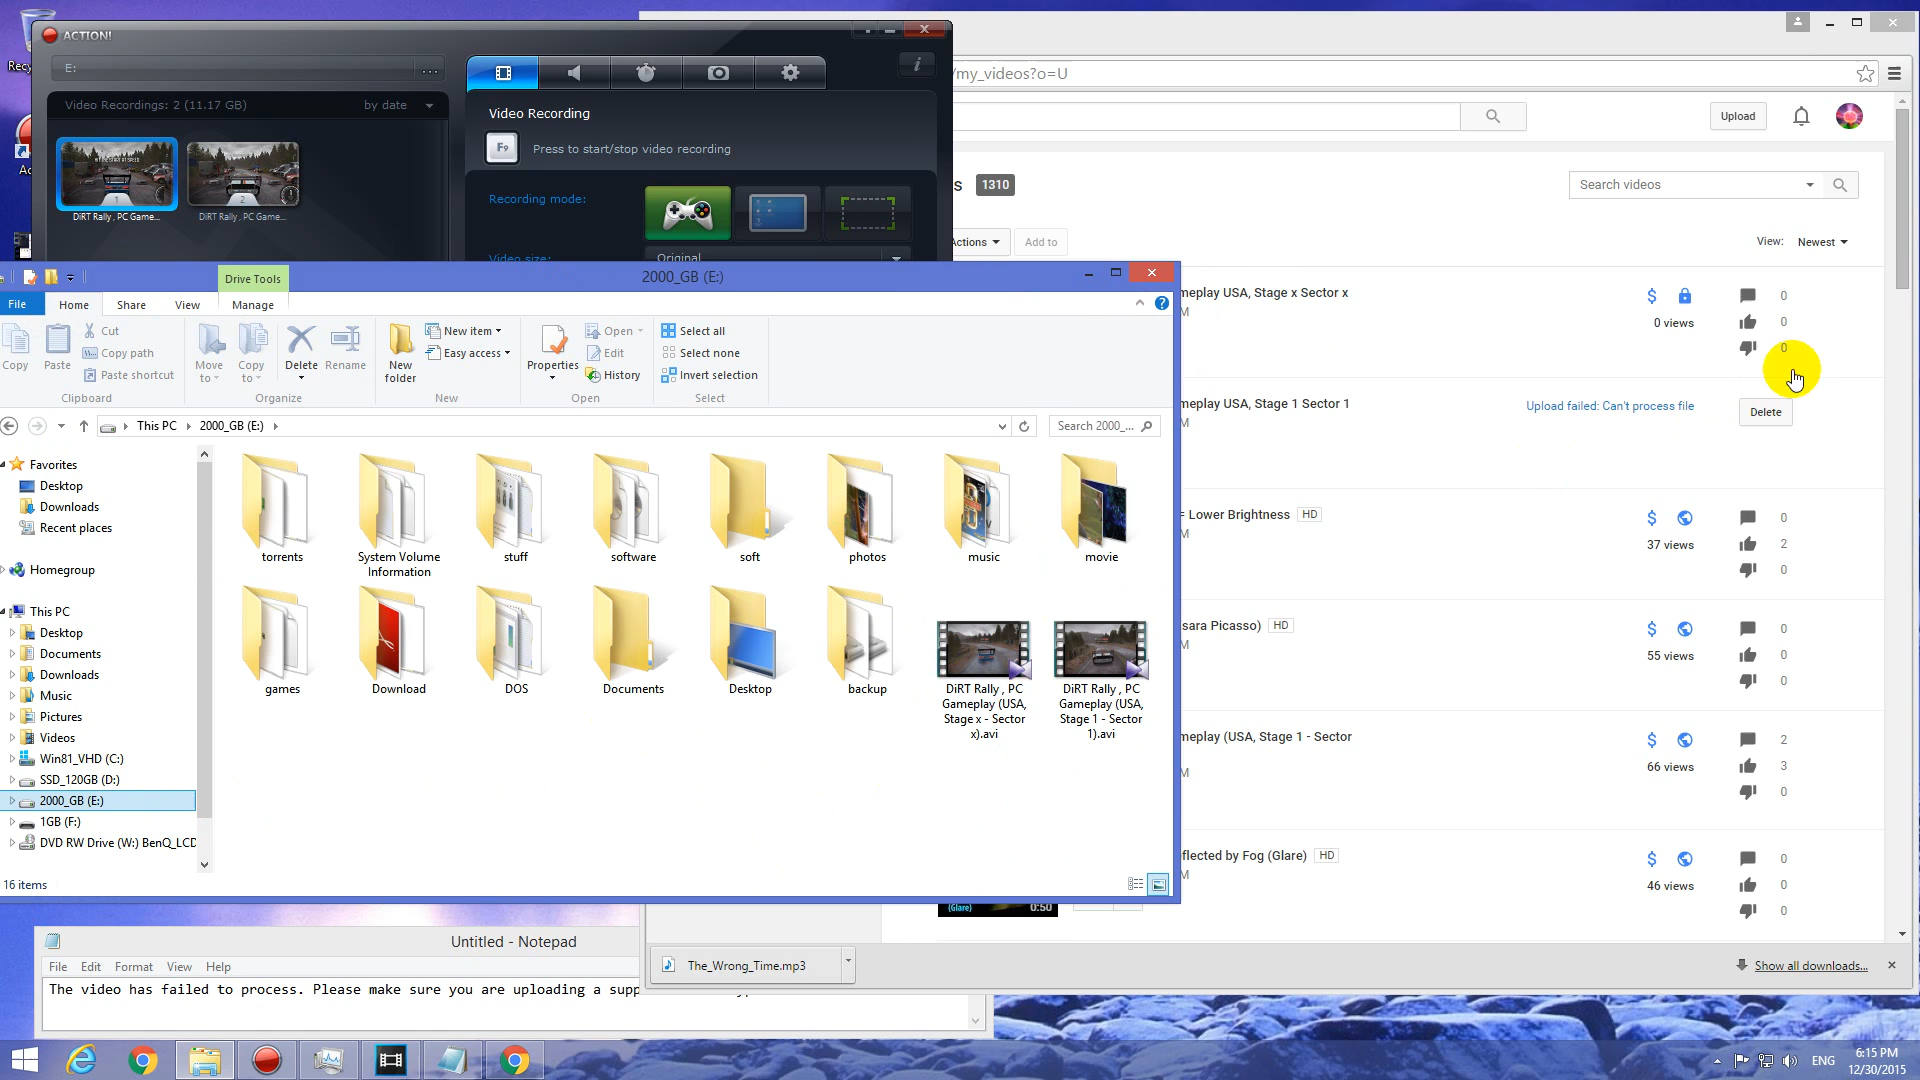 Recy
ACTION!
E:
...
Video Recordings: 2 (11.17 GB)
by date
DiRT Rally , PC Game...
DiRT Rally , PC Game...
Video Recording
F9
Press to start/stop video recording
Recording mode:
Video size:
Original
/my_videos?o=U
Upload
s 1310
Search videos
Actions
Add to
View:
Newest
meplay USA, Stage x Sector x
M
0 views
0
0
0
meplay USA, Stage 1 Sector 1
M
Upload failed: Can't process file
Delete
= Lower Brightness HD
M
37 views
0
2
0
sara Picasso) HD
M
55 views
0
0
0
meplay (USA, Stage 1 - Sector
M
66 views
2
3
0
eflected by Fog (Glare) HD
M
46 views
0
0
0
(Glare)
0:50
Drive Tools
2000_GB (E:)
File
Home
Share
View
Manage
Copy
Paste
Cut
Copy path
Paste shortcut
Clipboard
Move to
Copy to
Delete
Rename
Organize
New folder
New item
Easy access
New
Properties
Open
Edit
History
Open
Select all
Select none
Invert selection
Select
This PC
2000_GB (E:)
Search 2000_...
Favorites
Desktop
Downloads
Recent places
Homegroup
This PC
Desktop
Documents
Downloads
Music
Pictures
Videos
Win81_VHD (C:)
SSD_120GB (D:)
2000_GB (E:)
1GB (F:)
DVD RW Drive (W:) BenQ_LCD
torrents
System Volume
Information
stuff
software
soft
photos
music
movie
games
Download
DOS
Documents
Desktop
backup
DiRT Rally , PC
Gameplay (USA,
Stage x - Sector
x).avi
DiRT Rally , PC
Gameplay (USA,
Stage 1 - Sector
1).avi
16 items
Untitled - Notepad
File
Edit
Format
View
Help
The video has failed to process. Please make sure you are uploading a supp
The_Wrong_Time.mp3
Show all downloads...
ENG
6:15 PM
12/30/2015